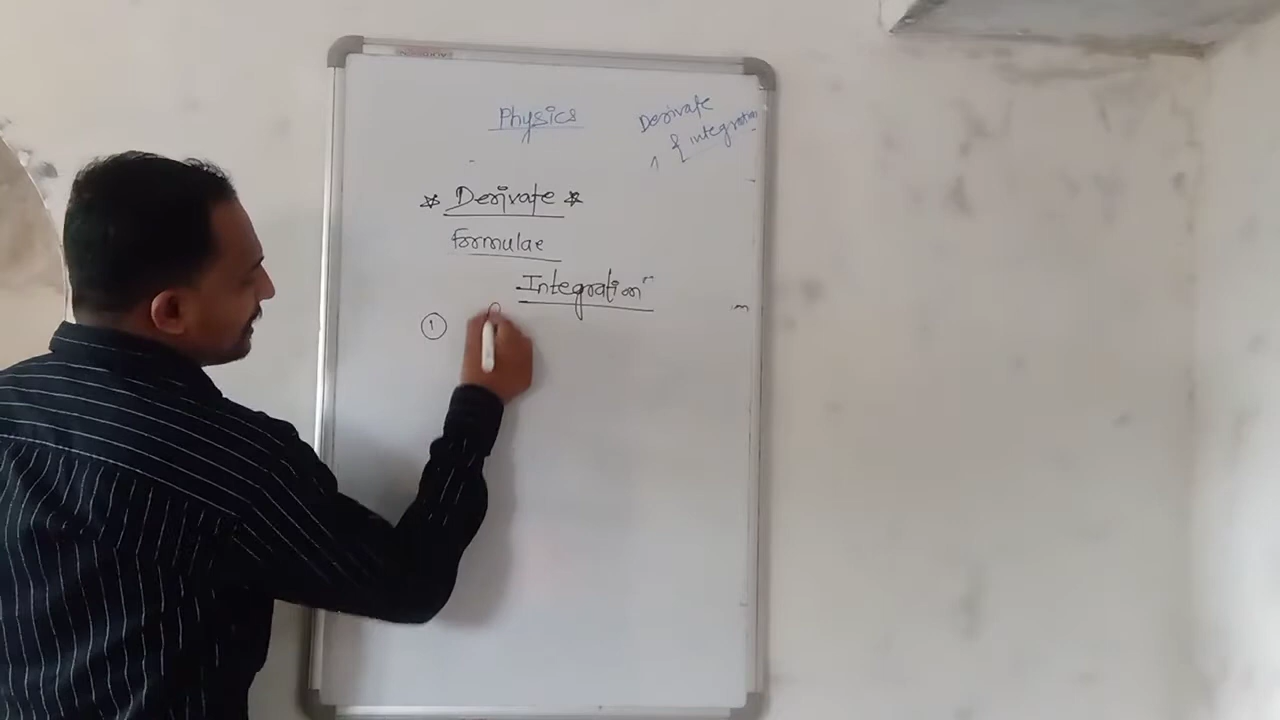 Physics
Derivate
& integration
* Derivate *
formulae
Integration
①